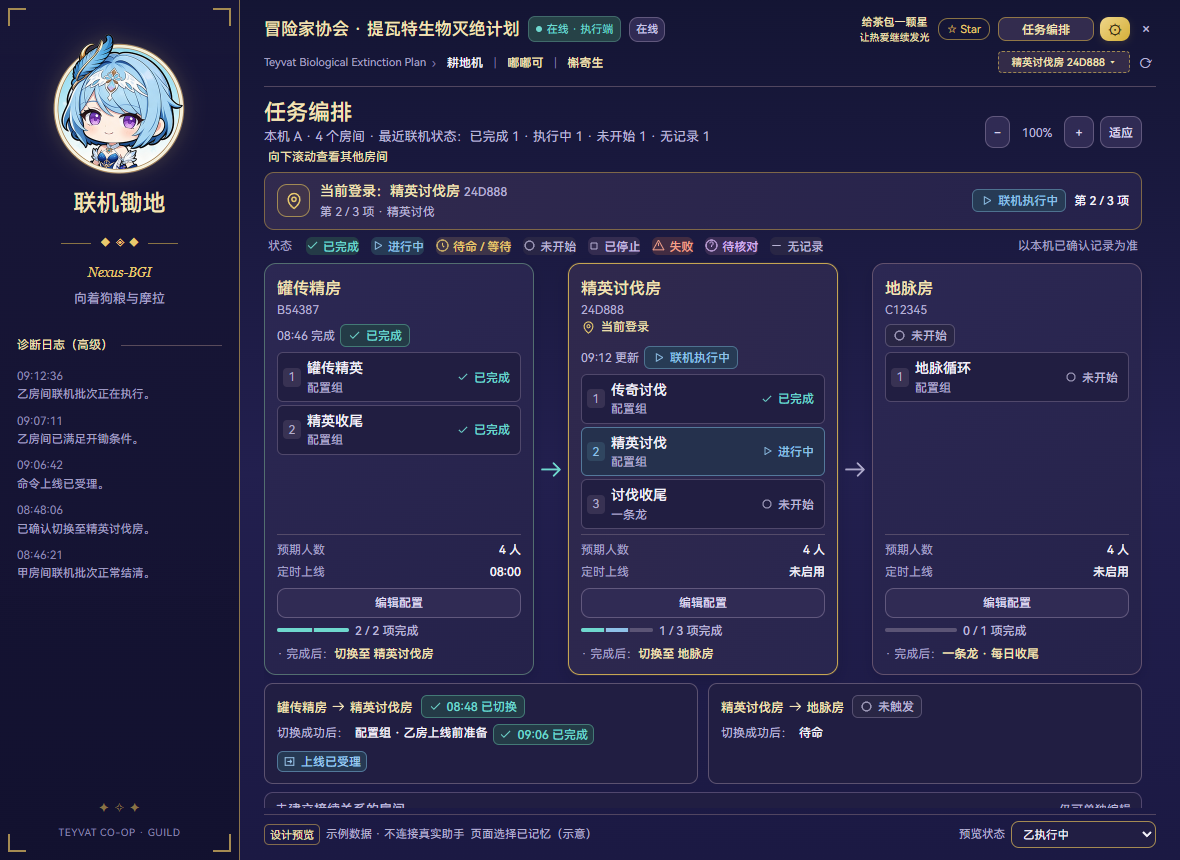 联机锄地
Nexus-BGI
向着狗粮与摩拉
诊断日志（高级）
09:12:36
乙房间联机批次正在执行。
09:07:11
乙房间已满足开锄条件。
09:06:42
命令上线已受理。
08:48:06
已确认切换至精英讨伐房。
08:46:21
甲房间联机批次正常结清。
TEYVAT CO-OP · GUILD
冒险家协会 · 提瓦特生物灭绝计划
在线 · 执行端
在线
给茶包一颗星
让热爱继续发光
☆ Star
任务编排
×
Teyvat Biological Extinction Plan › 耕地机 | 嘟嘟可 | 槲寄生
精英讨伐房 24D888
任务编排
本机 A · 4 个房间 · 最近联机状态：已完成 1 · 执行中 1 · 未开始 1 · 无记录 1
向下滚动查看其他房间
− 100% + 适应
当前登录：精英讨伐房 24D888
第 2 / 3 项 · 精英讨伐
联机执行中 第 2 / 3 项
状态 已完成 进行中 待命 / 等待 未开始 已停止 失败 待核对 无记录
以本机已确认记录为准
罐传精房
B54387
08:46 完成 已完成
1 罐传精英 已完成
配置组
2 精英收尾 已完成
配置组
预期人数 4 人
定时上线 08:00
编辑配置
2 / 2 项完成
· 完成后： 切换至 精英讨伐房
精英讨伐房
24D888
当前登录
09:12 更新 联机执行中
1 传奇讨伐 已完成
配置组
2 精英讨伐 进行中
配置组
3 讨伐收尾 未开始
一条龙
预期人数 4 人
定时上线 未启用
编辑配置
1 / 3 项完成
· 完成后： 切换至 地脉房
地脉房
C12345
未开始
1 地脉循环 未开始
配置组
预期人数 4 人
定时上线 未启用
编辑配置
0 / 1 项完成
· 完成后： 一条龙 · 每日收尾
罐传精房 → 精英讨伐房 08:48 已切换
切换成功后： 配置组 · 乙房上线前准备 09:06 已完成
上线已受理
精英讨伐房 → 地脉房 未触发
切换成功后： 待命
未建立接续关系的房间
仍可单独编辑
设计预览 示例数据 · 不连接真实助手 页面选择已记忆（示意）
预览状态 乙执行中